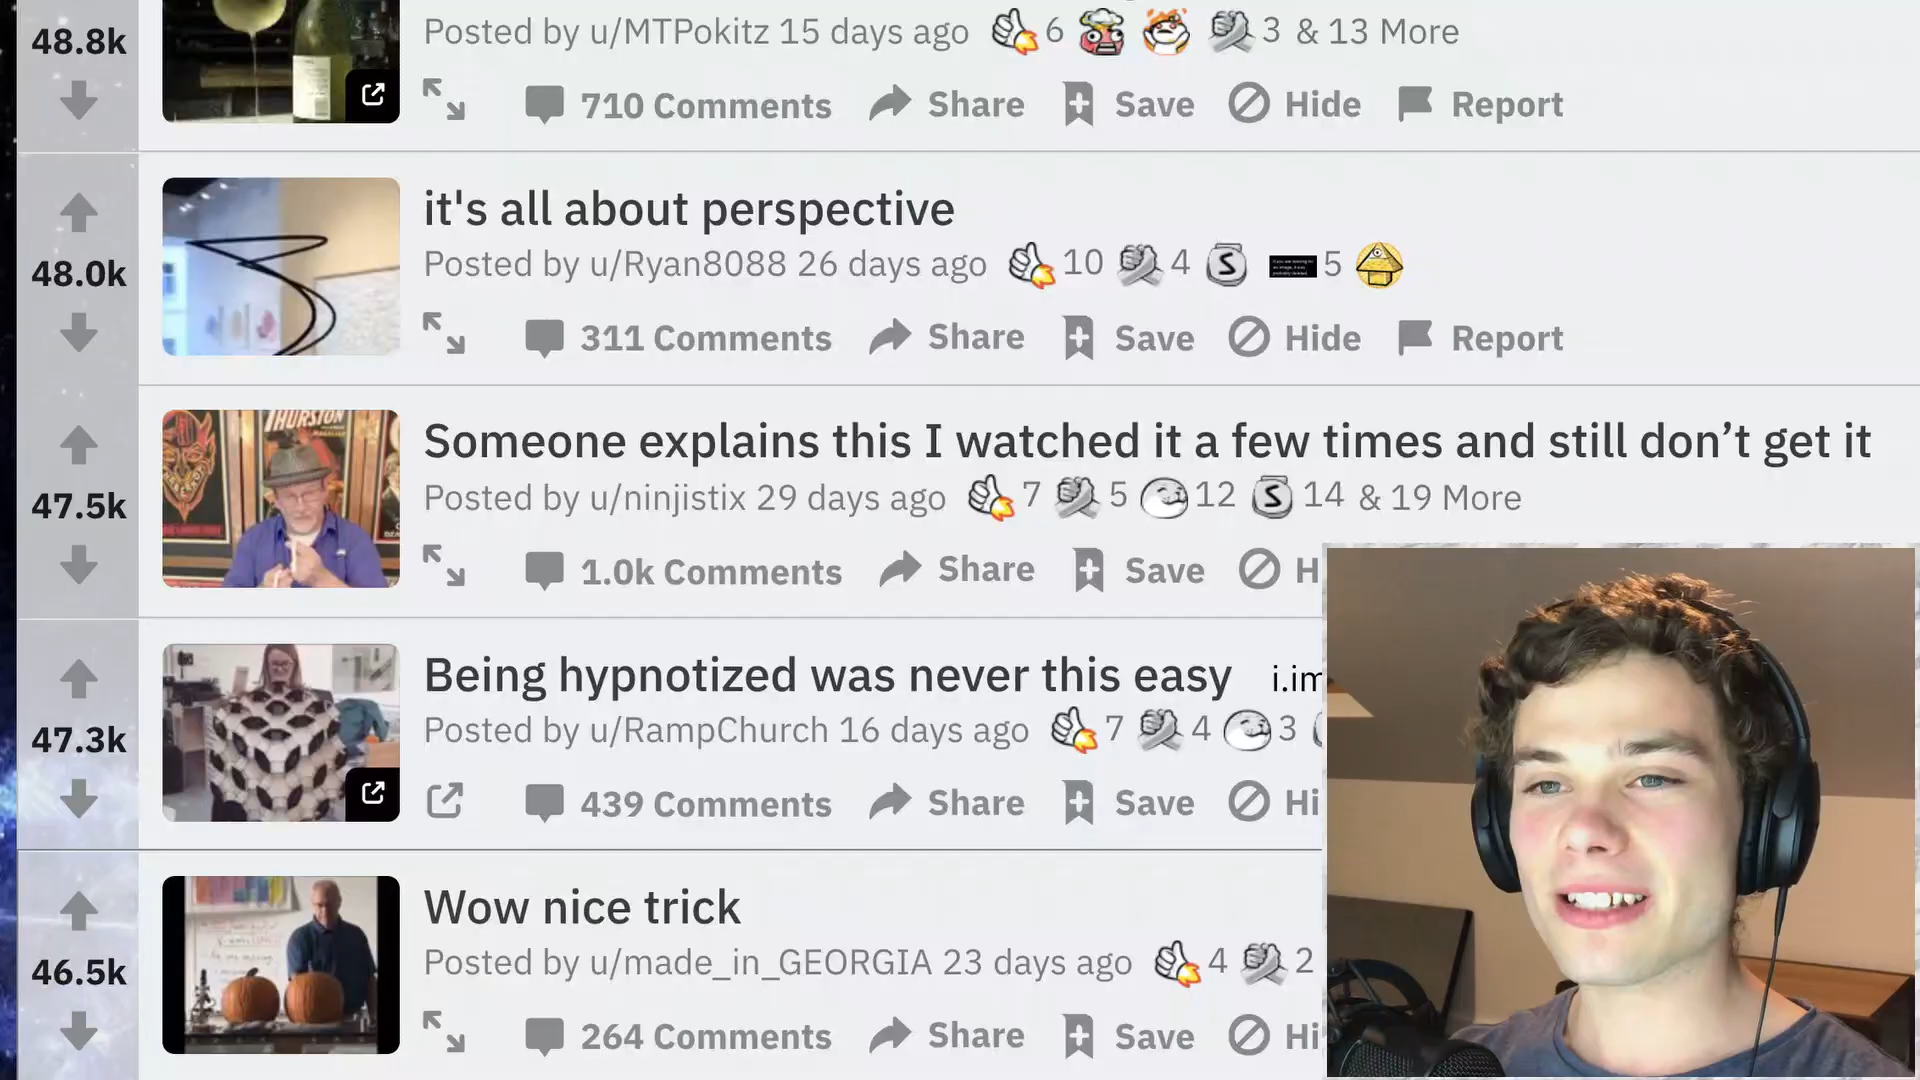 48.8k
Posted by u/MTPokitz 15 days ago 6 3 & 13 More
710 Comments Share Save Hide Report
it's all about perspective
48.0k
Posted by u/Ryan8088 26 days ago 10 4 S 5
311 Comments Share Save Hide Report
THURSTON
Someone explains this I watched it a few times and still don’t get it
47.5k
Posted by u/ninjistix 29 days ago 7 5 12 S 14 & 19 More
1.0k Comments Share Save H
Being hypnotized was never this easy i.im
47.3k
Posted by u/RampChurch 16 days ago 7 4 3
439 Comments Share Save Hi
Wow nice trick
46.5k
Posted by u/made_in_GEORGIA 23 days ago 4 2
264 Comments Share Save Hi